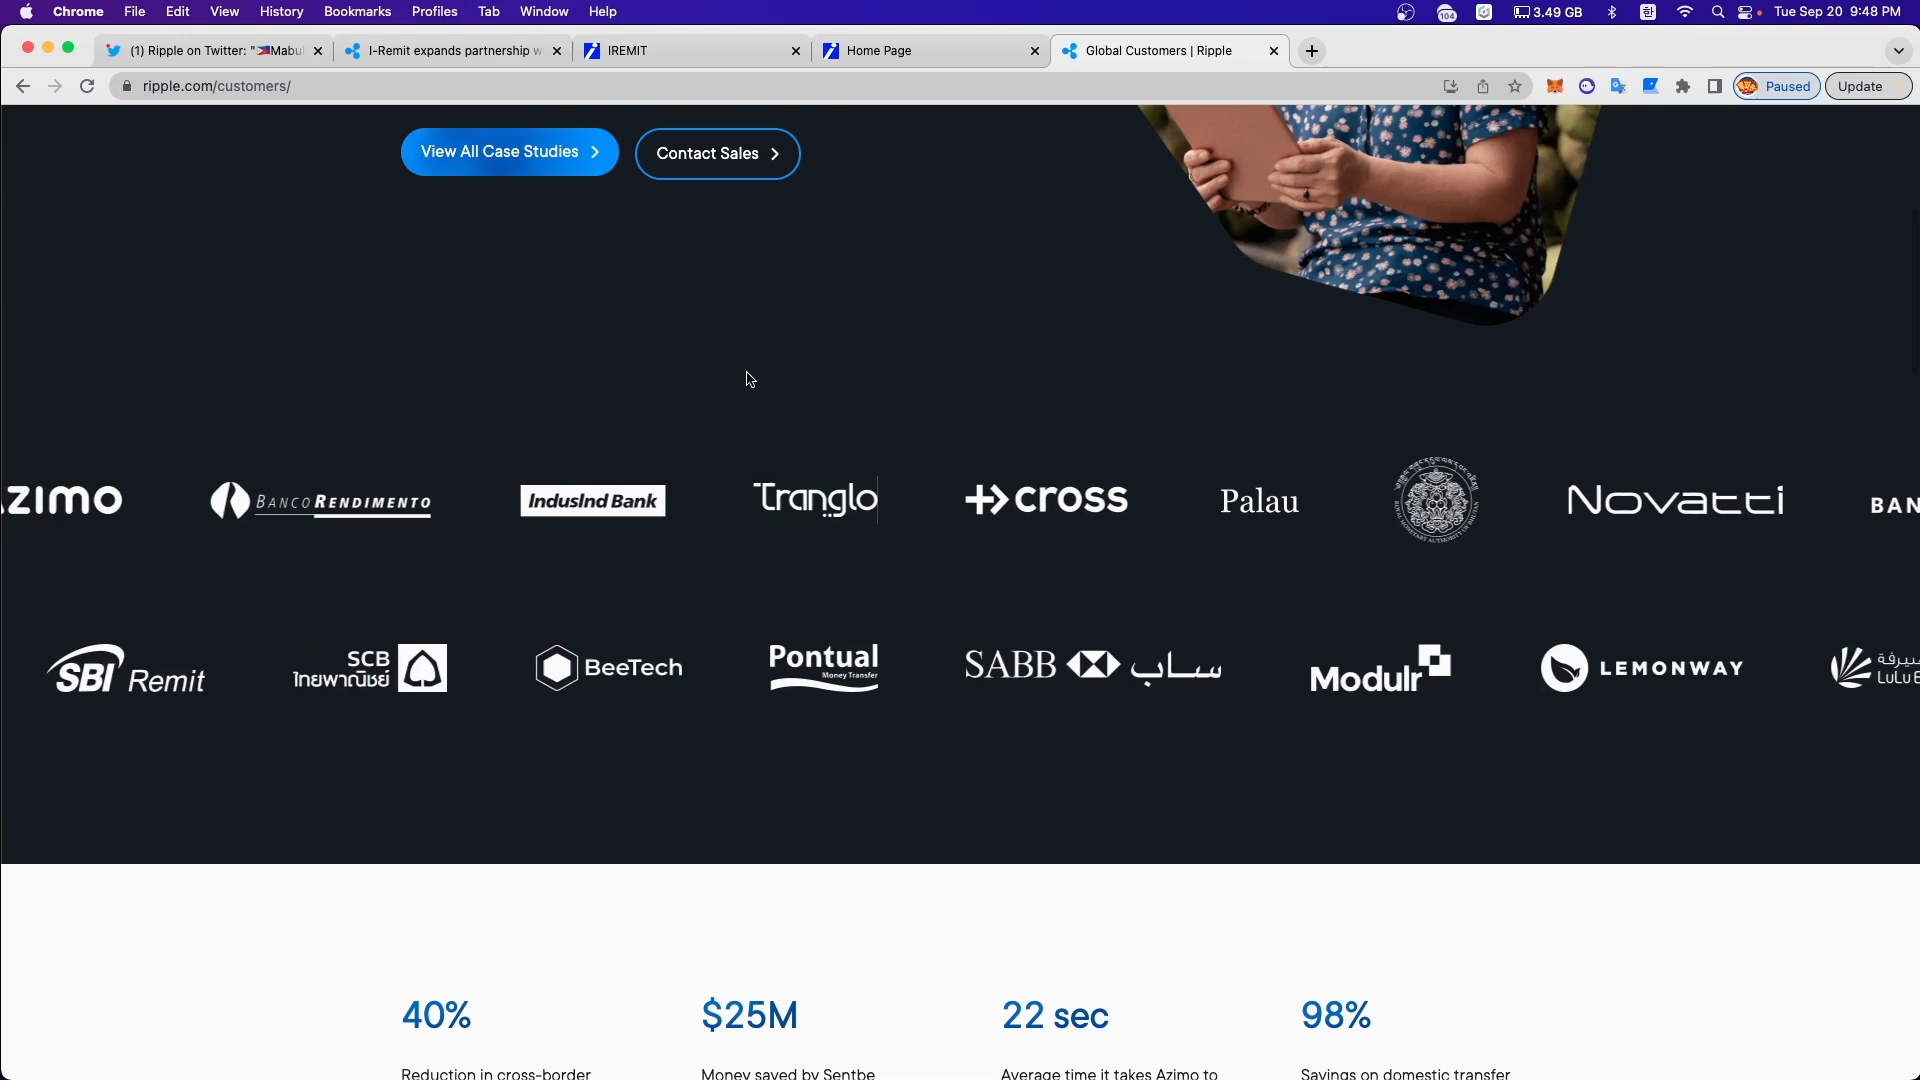 Chrome File Edit View History Bookmarks Profiles Tab Window Help 104 3.49 GB 한 Tue Sep 20 9:48 PM
(1) Ripple on Twitter: "🇵🇭Mabu I-Remit expands partnership w IREMIT Home Page Global Customers | Ripple
ripple.com/customers/ Paused Update
View All Case Studies Contact Sales
AZIMO BANCO RENDIMENTO IndusInd Bank Tranglo cross Palau Novatti BAN
SBI Remit SCB ไทยพาณิชย์ BeeTech Pontual Money Transfer SABB ساب Modulr LEMONWAY LuLu E
40% $25M 22 sec 98%
Reduction in cross-border Money saved by Sentbe Average time it takes Azimo to Savings on domestic transfer